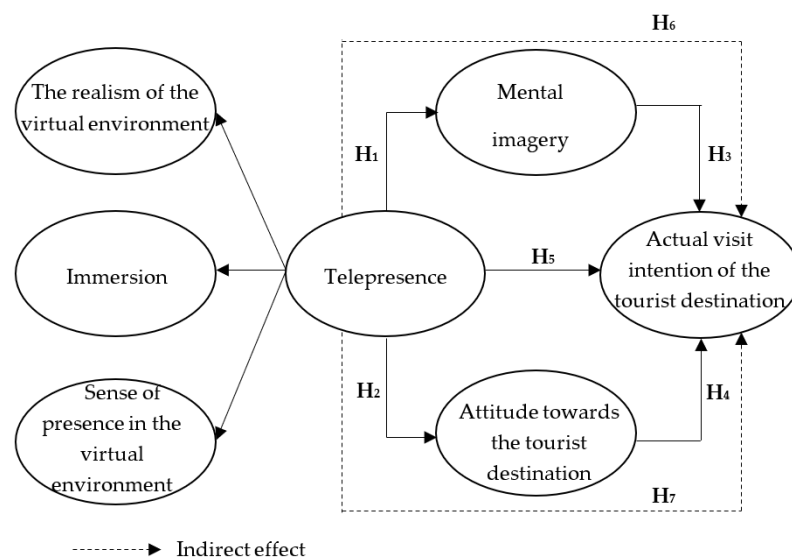 H6
The realism of the
virtual environment
Mental
imagery
H1
H3
Immersion
Telepresence
H5
Actual visit
intention of the
tourist destination
Sense of
presence in the
virtual
environment
H2
Attitude towards
the tourist
destination
H4
H7
Indirect effect